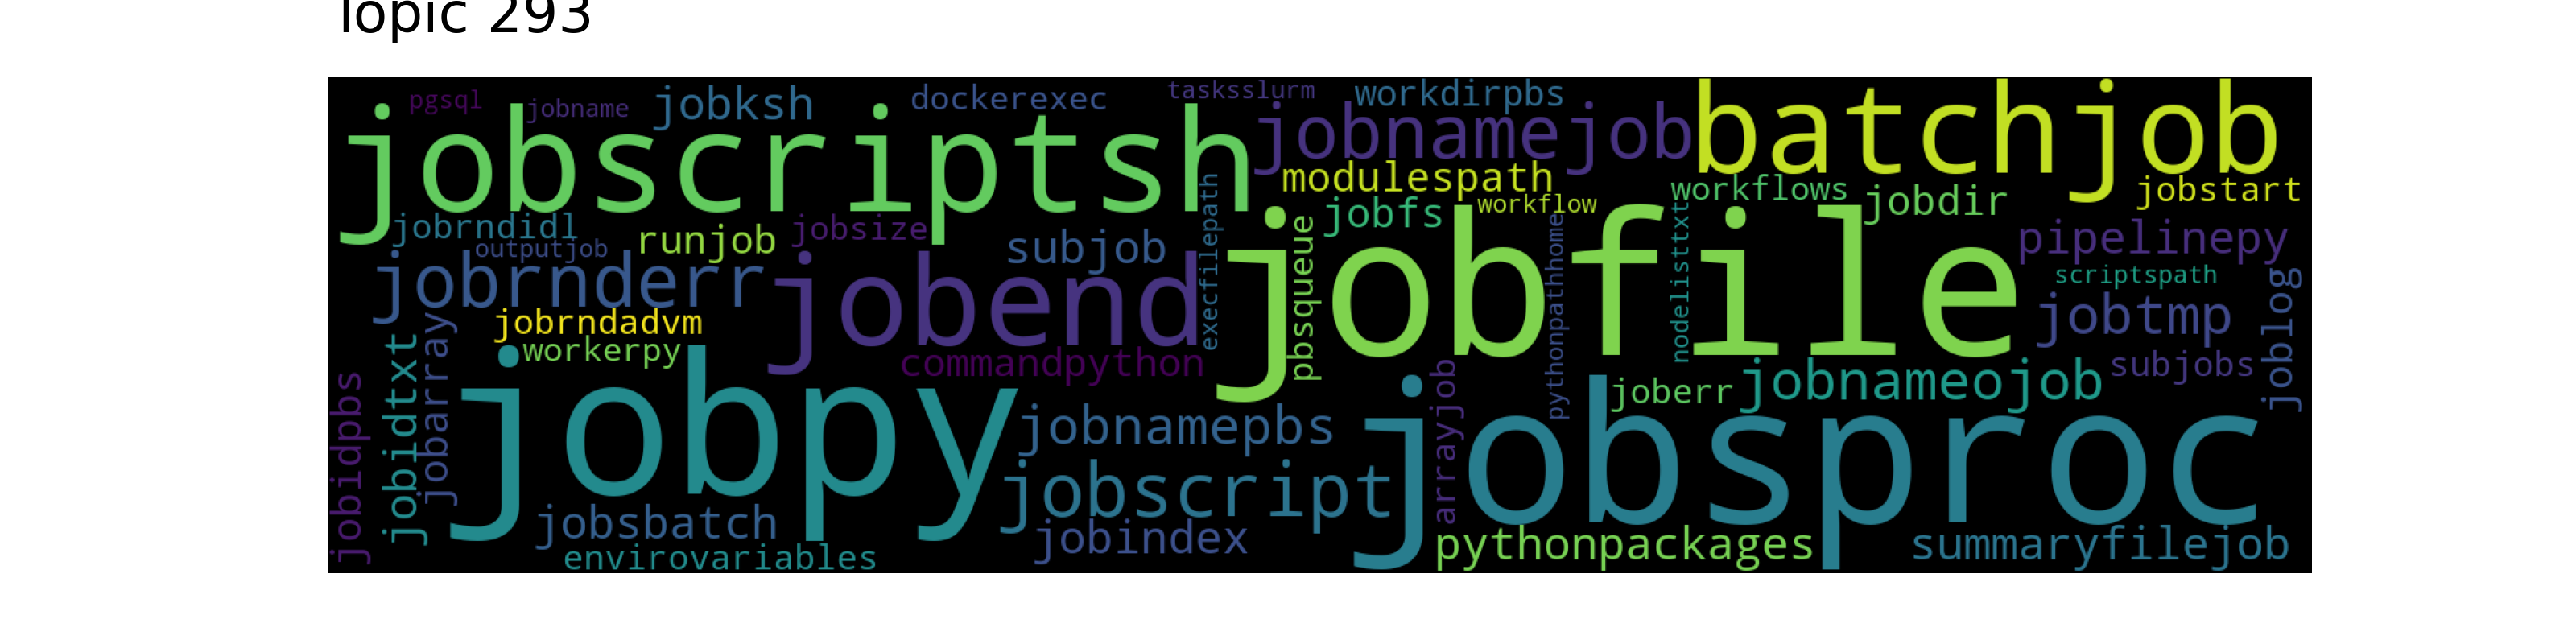 Topic 293
pgsql
jobname
jobksh
dockerexec
tasksslurm
workdirpbs
batchjob
jobscriptsh
jobnamejob
modulespath
workflow
workflows
jobdir
jobstart
jobrndidl
outputjob
runjob
jobsize
subjob
execfilepath
jobfs
pbsqueue
jobfile
pythonpathhome
nodelisttxt
pipelinepy
scriptspath
jobtmp
joblog
jobrnderr
jobend
jobrndadvm
workerpy
commandpython
jobidpbs
jobidtxt
jobarray
jobpy
jobnamepbs
jobscript
arrayjob
joberr
jobnameojob
subjobs
jobsproc
jobsbatch
jobindex
envirovariables
pythonpackages
summaryfilejob